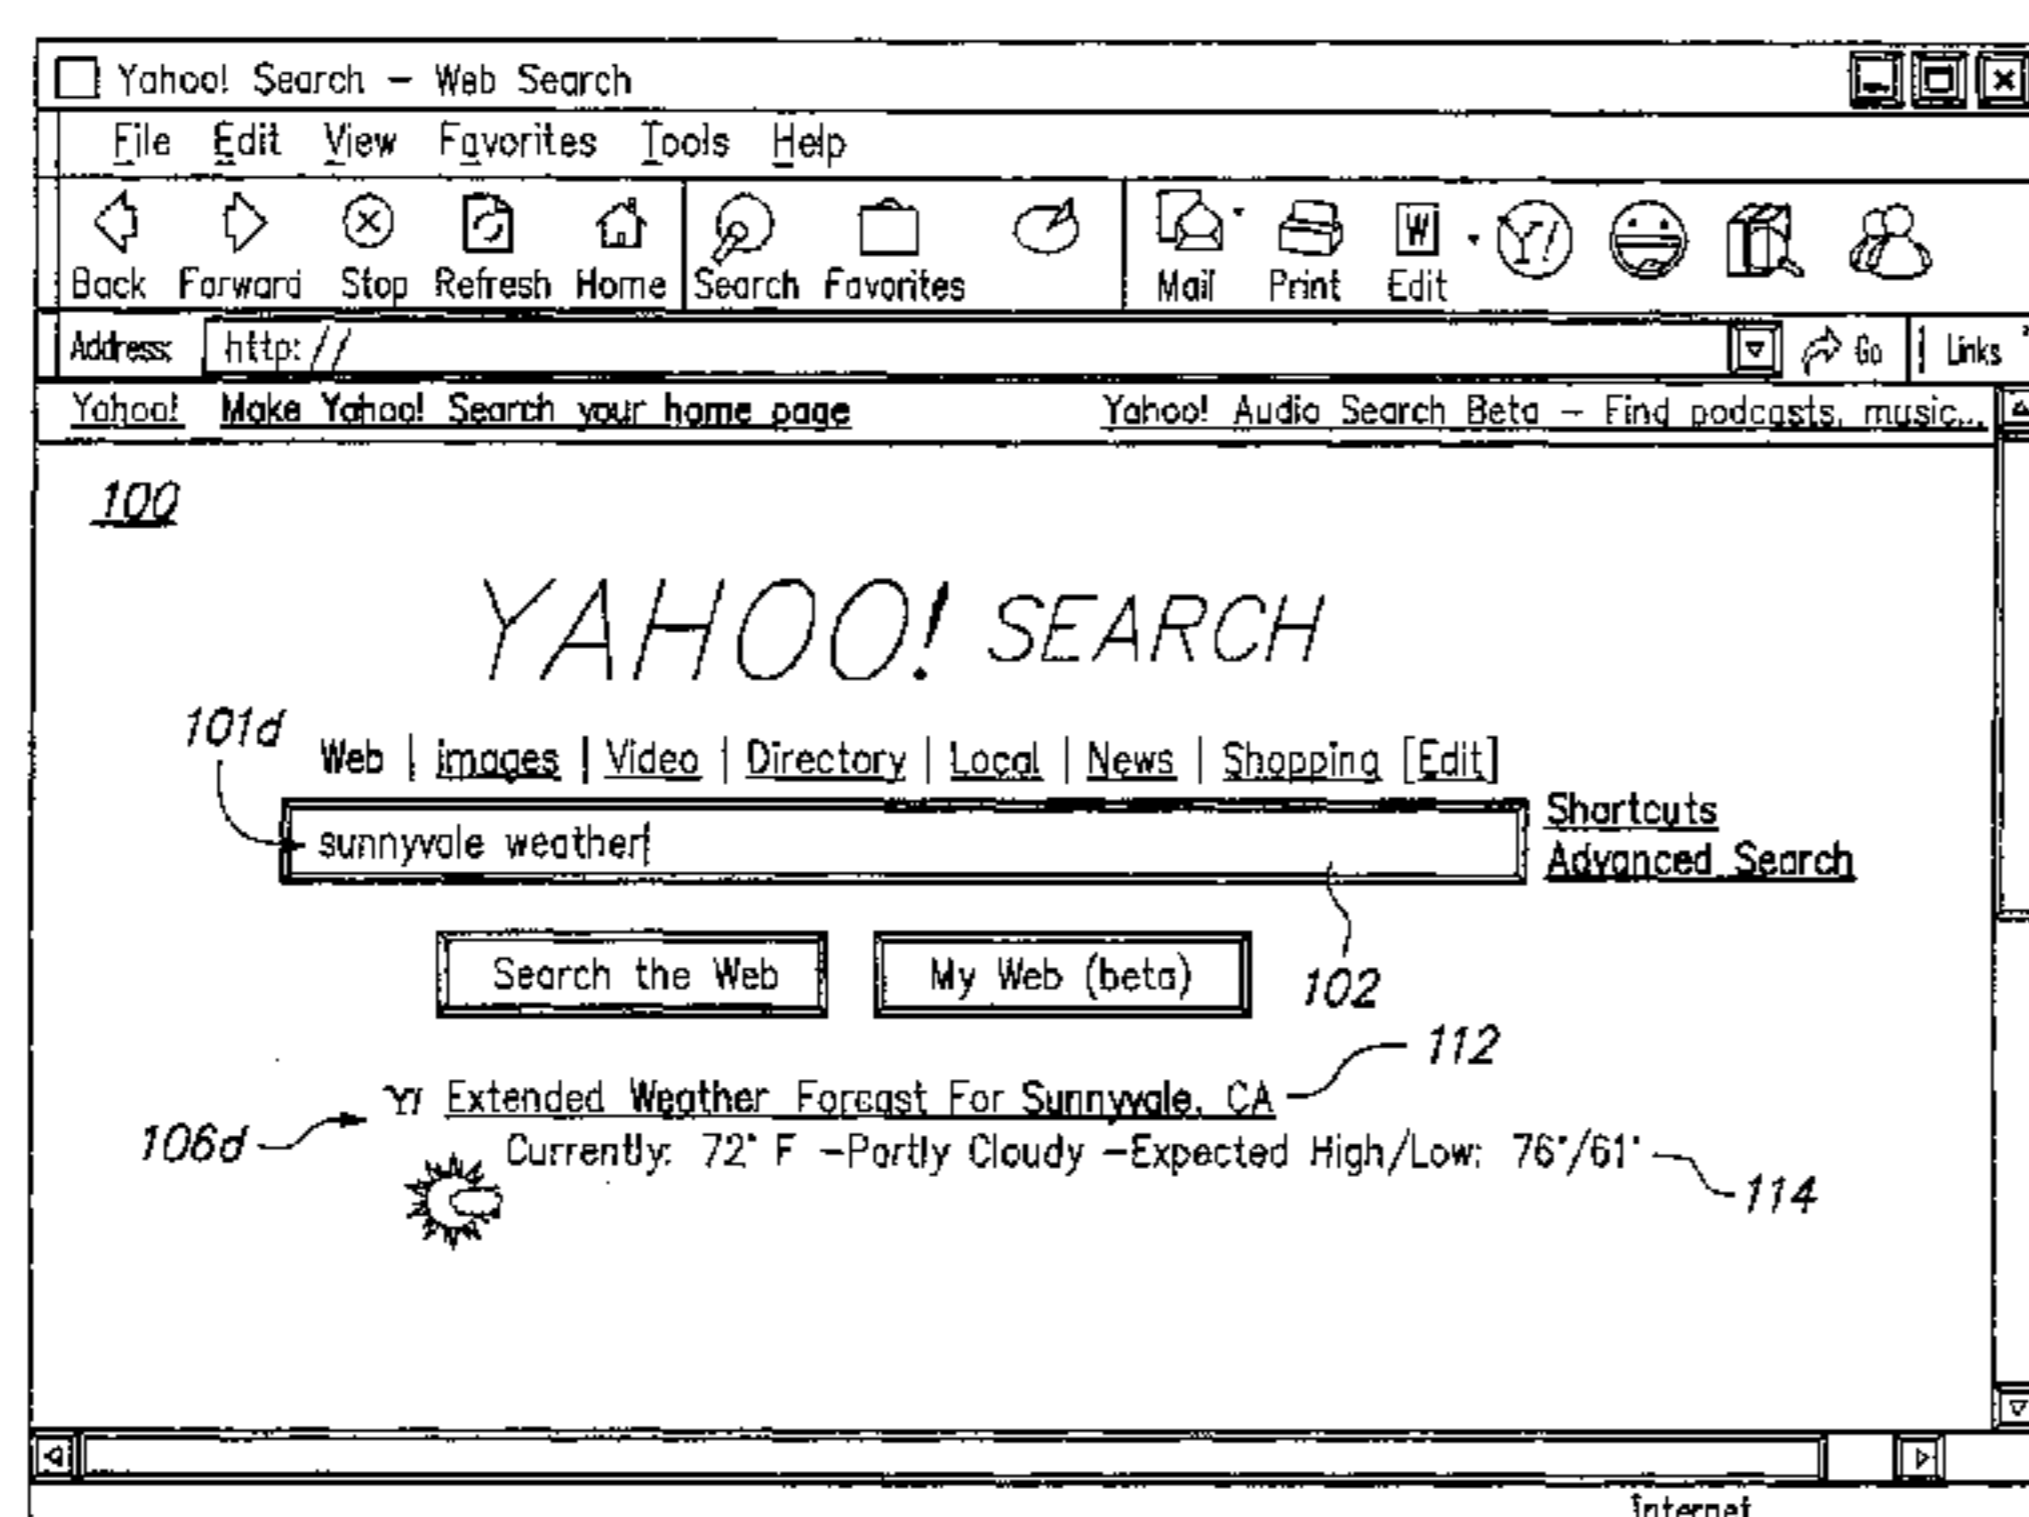 Yahoo! Search – Web Search
File Edit View Favorites Tools Help
Back Forward Stop Refresh Home Search Favorites Mail Print Edit
W Y!
Address: http:// Go Links
Yahoo! Make Yahoo! Search your home page Yahoo! Audio Search Beta – Find podcasts, music...
100
YAHOO! SEARCH
101d
Web | images | Video | Directory | Local | News | Shopping [Edit]
sunnyvale weather
Shortcuts
Advanced Search
Search the Web My Web (beta)
102
112
Y! Extended Weather Forcast For Sunnyvale, CA
106d
Currently: 72° F –Partly Cloudy –Expected High/Low: 76°/61°
114
Internet